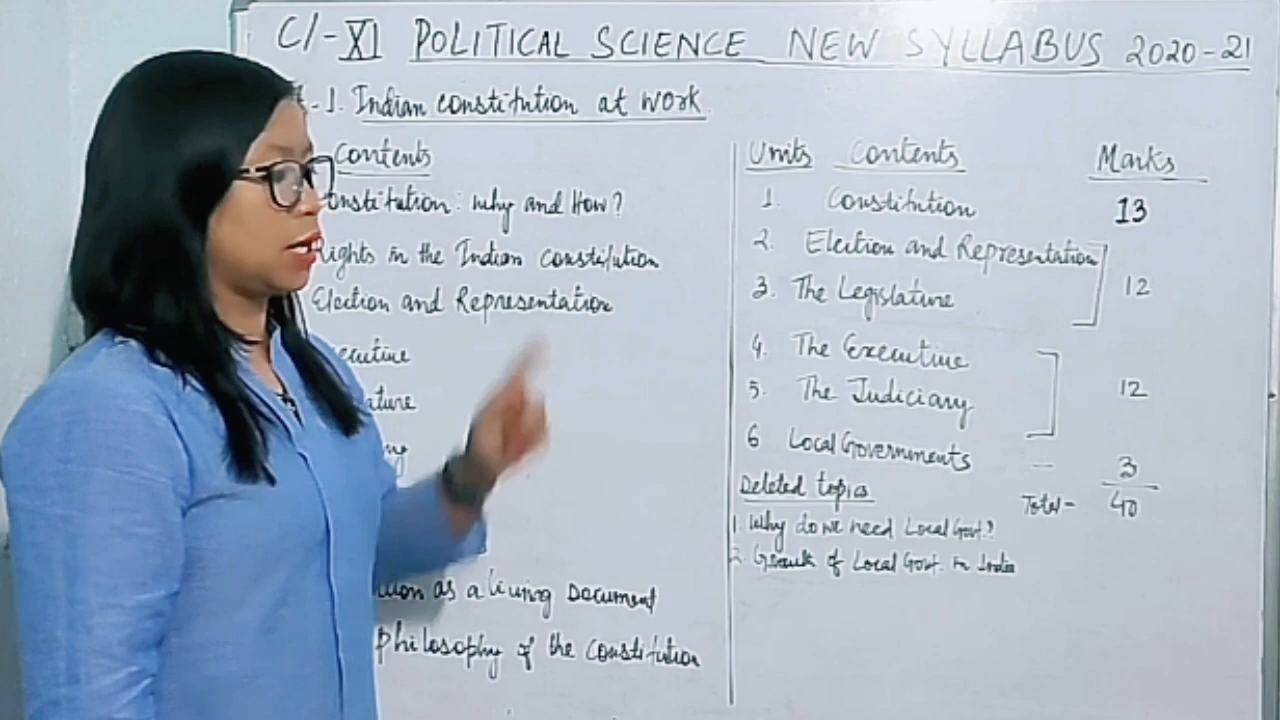 Cl-XI POLITICAL SCIENCE NEW SYLLABUS 2020-21
-1. Indian constitution at work.
Contents
onstitution: Why and How?
Rights in the Indian constitution
Election and Representation
ecutive
ature
ution as a living Document
Philosophy of the constitution
Units Contents Marks
1. Constitution 13
2. Election and Representation
3. The Legislature 12
4. The Executive
5. The Judiciary 12
6 Local Governments — 3
Total = 40
Deleted topics
1. Why do we need Local Govt.?
2. Growth of Local Govt. in India